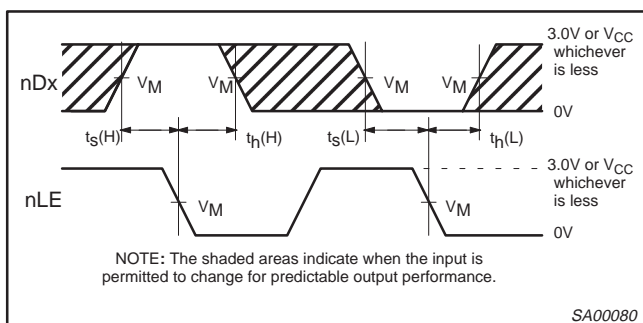 3.0V or VCC
whichever
is less
nDx
VM
VM
VM
VM
0V
ts(H)
th(H)
ts(L)
th(L)
3.0V or VCC
whichever
is less
nLE
VM
VM
0V
NOTE: The shaded areas indicate when the input is
permitted to change for predictable output performance.
SA00080